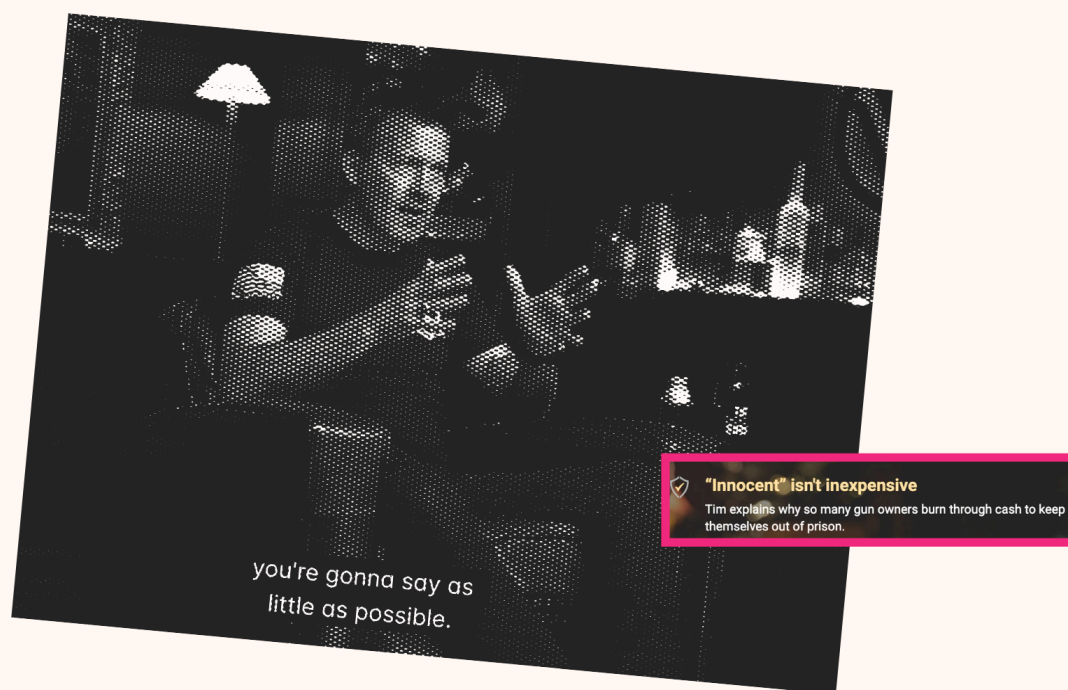 you're gonna say as
little as possible.
“Innocent” isn't inexpensive
Tim explains why so many gun owners burn through cash to keep
themselves out of prison.